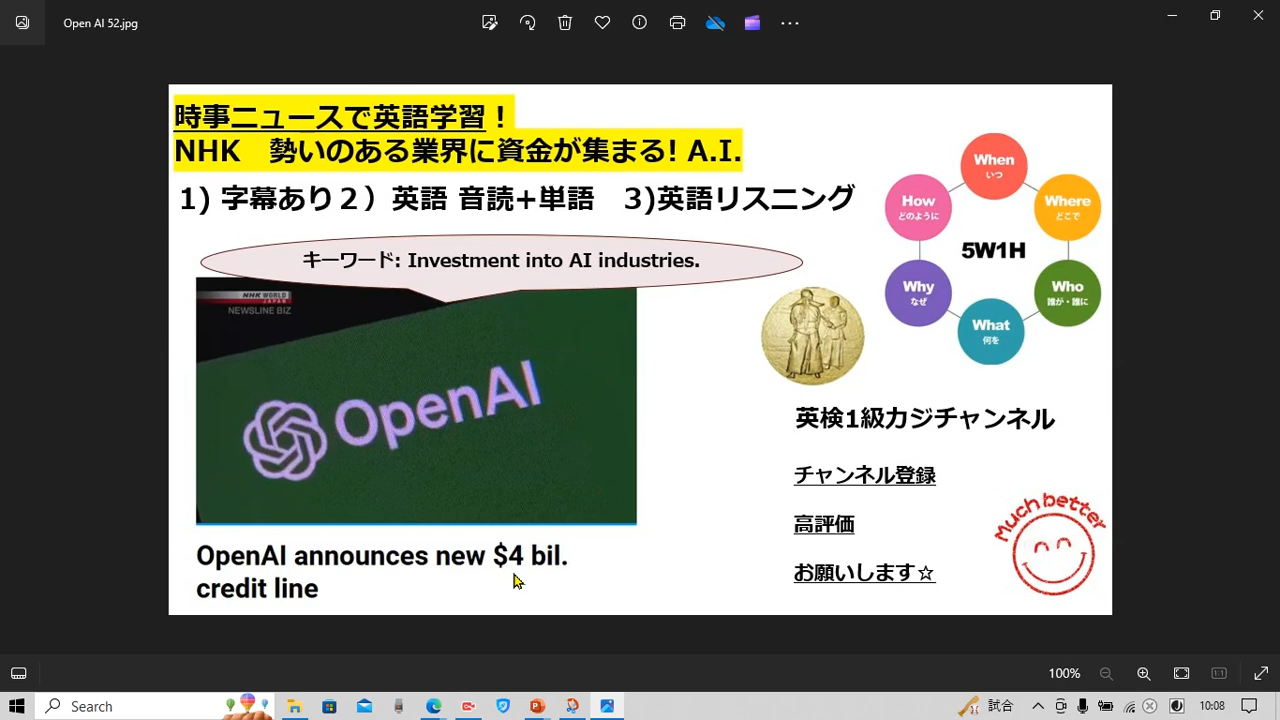 Open AI 52.jpg
時事ニュースで英語学習！
NHK　勢いのある業界に資金が集まる! A.I.
1) 字幕あり２）英語 音読+単語　3)英語リスニング
キーワード: Investment into AI industries.
NHK WORLD
JAPAN
NEWSLINE BIZ
OpenAI
OpenAI announces new $4 bil.
credit line
When
いつ
How
どのように
Where
どこで
5W1H
Why
なぜ
Who
誰が・誰に
What
何を
英検1級カジチャンネル
チャンネル登録
高評価
お願いします☆
Much better
100%
Search
試合
10:08